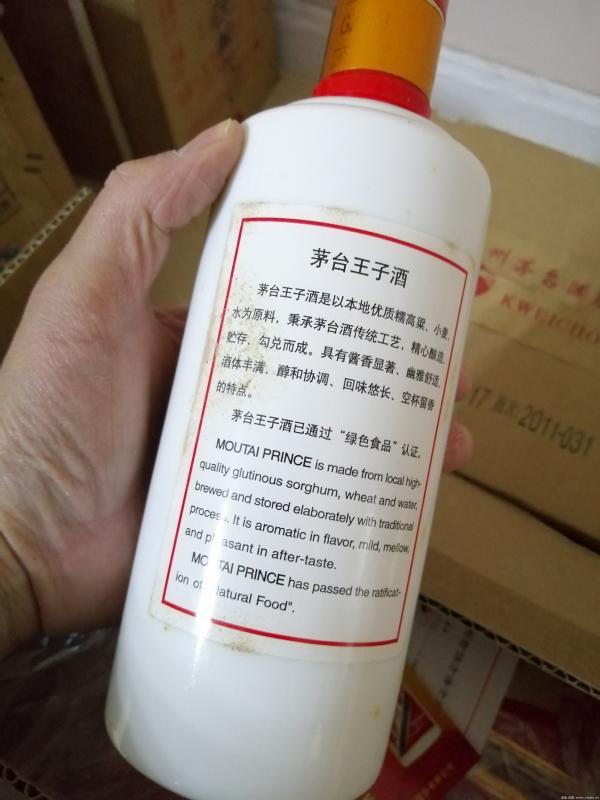 茅台王子酒
茅台王子酒是以本地优质糯高粱、小麦、
水为原料，秉承茅台酒传统工艺，精心酿造、
贮存、勾兑而成。具有酱香显著、幽雅舒适、
酒体丰满、醇和协调、回味悠长、空杯留香
的特点。
茅台王子酒已通过“绿色食品”认证。
MOUTAI PRINCE is made from local high-
quality glutinous sorghum, wheat and water,
brewed and stored elaborately with traditional
process. It is aromatic in flavor, mild, mellow,
and pleasant in after-taste.
MOUTAI PRINCE has passed the ratificat-
ion of "Natural Food".
州茅台酒
KWEICHO
17
2011-031